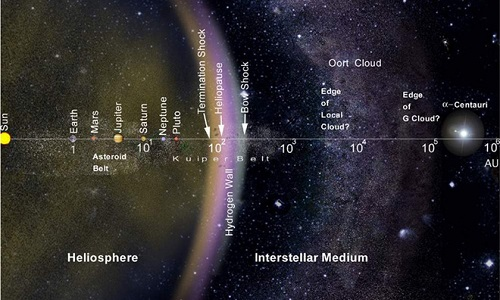 Oort Cloud
Termination Shock
Heliopause
Bow Shock
Edge
of
Local
Cloud?
Edge
of
G Cloud?
α-Centauri
Sun
Earth
Mars
Jupiter
Saturn
Neptune
Pluto
1
10¹
10²
10³
10⁴
10⁵
10⁶
AU
Asteroid
Belt
Kuiper Belt
Hydrogen Wall
Heliosphere
Interstellar Medium